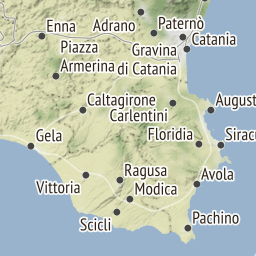 Adrano
Enna
Paternò
Piazza
Armerina
Gravina
di Catania
Catania
Caltagirone
Carlentini
August
Gela
Floridia
Sirac
Vittoria
Ragusa
Modica
Avola
Scicli
Pachino